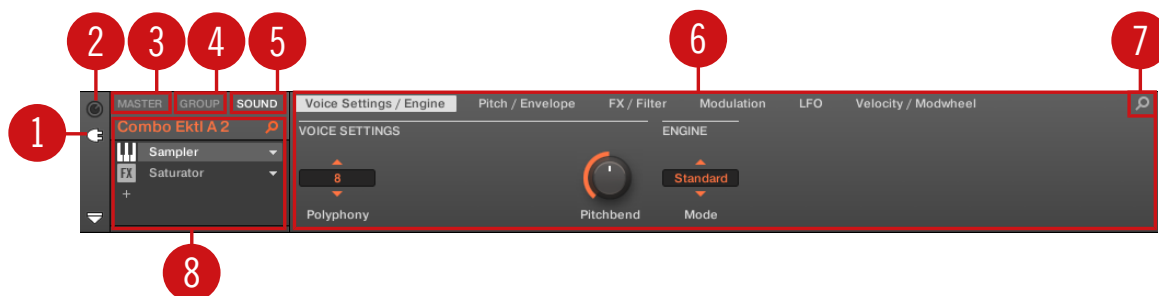 2 3 4 5 6 7
MASTER GROUP SOUND Voice Settings / Engine Pitch / Envelope FX / Filter Modulation LFO Velocity / Modwheel
1 Combo Ektl A 2 VOICE SETTINGS ENGINE
Sampler
FX Saturator 8 Standard
+
Polyphony Pitchbend Mode
8